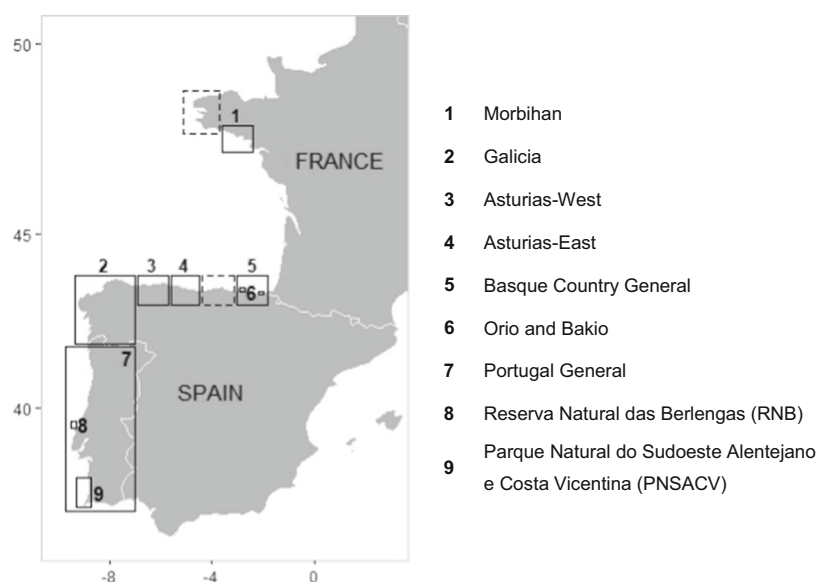 50
45
40
-8
-4
0
FRANCE
SPAIN
1
2
3
4
5
6
7
8
9
1 Morbihan
2 Galicia
3 Asturias-West
4 Asturias-East
5 Basque Country General
6 Orio and Bakio
7 Portugal General
8 Reserva Natural das Berlengas (RNB)
9 Parque Natural do Sudoeste Alentejano
e Costa Vicentina (PNSACV)